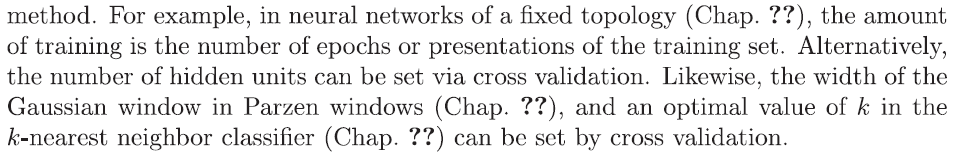 method. For example, in neural networks of a fixed topology (Chap. ??), the amount
of training is the number of epochs or presentations of the training set. Alternatively,
the number of hidden units can be set via cross validation. Likewise, the width of the
Gaussian window in Parzen windows (Chap. ??), and an optimal value of k in the
k-nearest neighbor classifier (Chap. ??) can be set by cross validation.